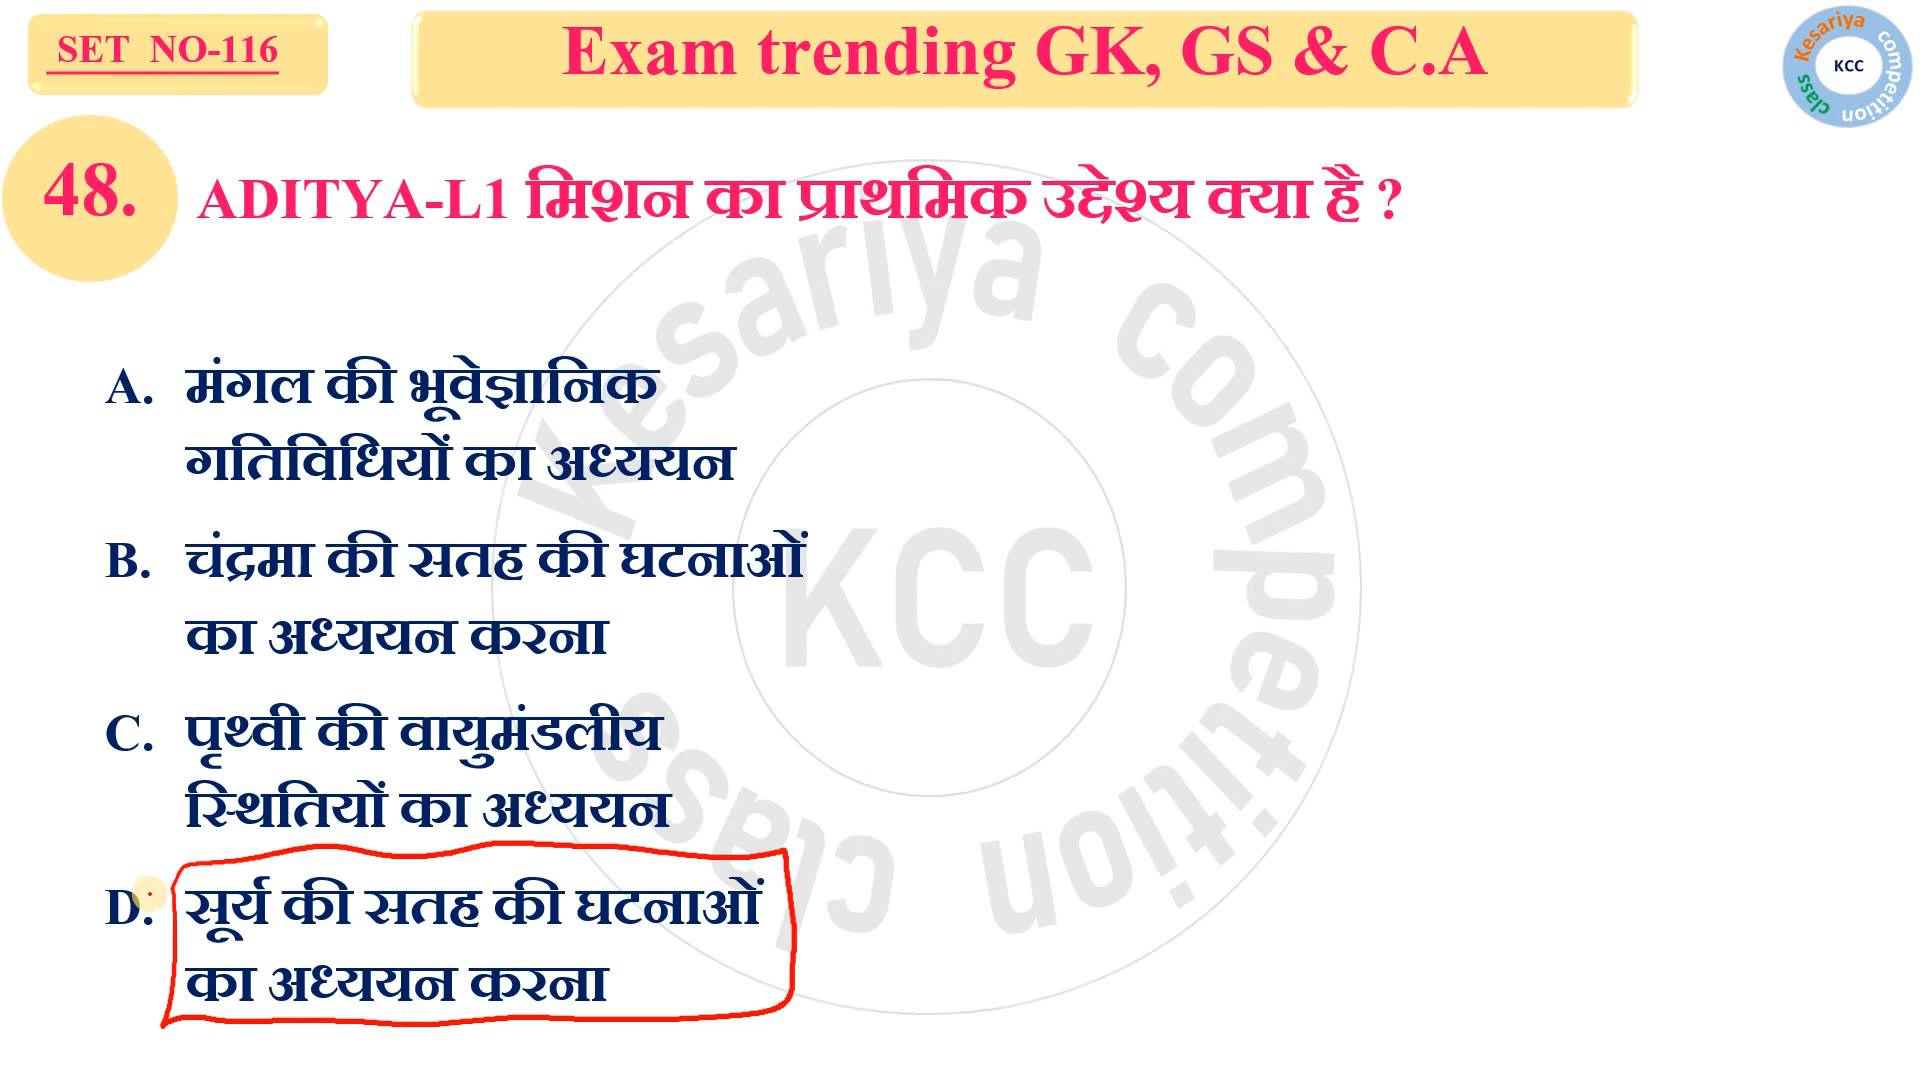 SET NO-116
Exam trending GK, GS & C.A
Kesariya competition class
KCC
48.
ADITYA-L1 मिशन का प्राथमिक उद्देश्य क्या है ?
A. मंगल की भूवेज्ञानिक
गतिविधियों का अध्ययन
B. चंद्रमा की सतह की घटनाओं
का अध्ययन करना
C. पृथ्वी की वायुमंडलीय
स्थितियों का अध्ययन
D. सूर्य की सतह की घटनाओं
का अध्ययन करना
Kesariya competition class
KCC